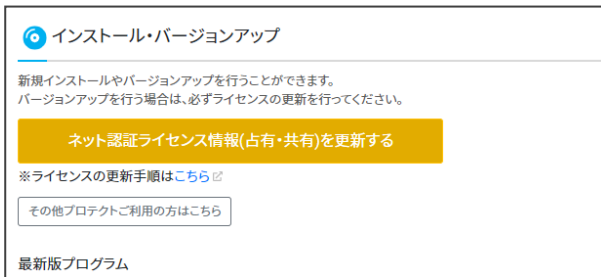 インストール・バージョンアップ
新規インストールやバージョンアップを行うことができます。
バージョンアップを行う場合は、必ずライセンスの更新を行ってください。
ネット認証ライセンス情報(占有・共有)を更新する
※ライセンスの更新手順はこちら
その他プロテクトご利用の方はこちら
最新版プログラム